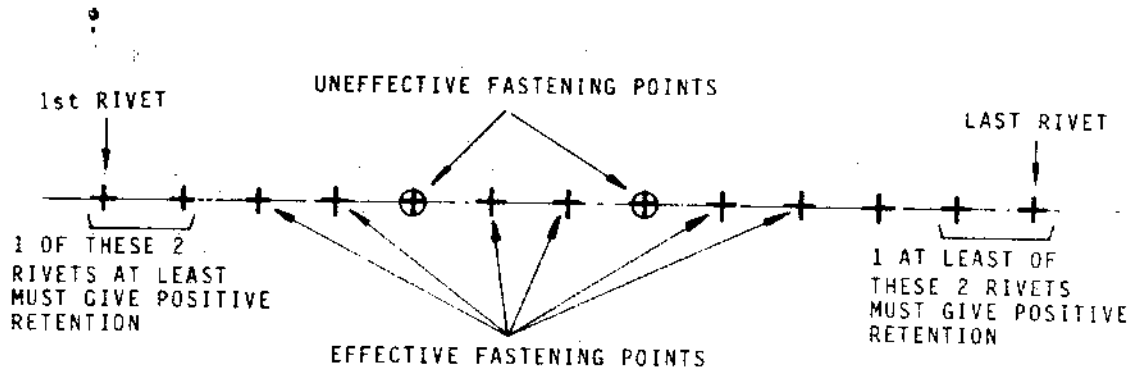 UNEFFECTIVE FASTENING POINTS
1st RIVET
LAST RIVET
1 OF THESE 2
RIVETS AT LEAST
MUST GIVE POSITIVE
RETENTION
1 AT LEAST OF
THESE 2 RIVETS
MUST GIVE POSITIVE
RETENTION
EFFECTIVE FASTENING POINTS